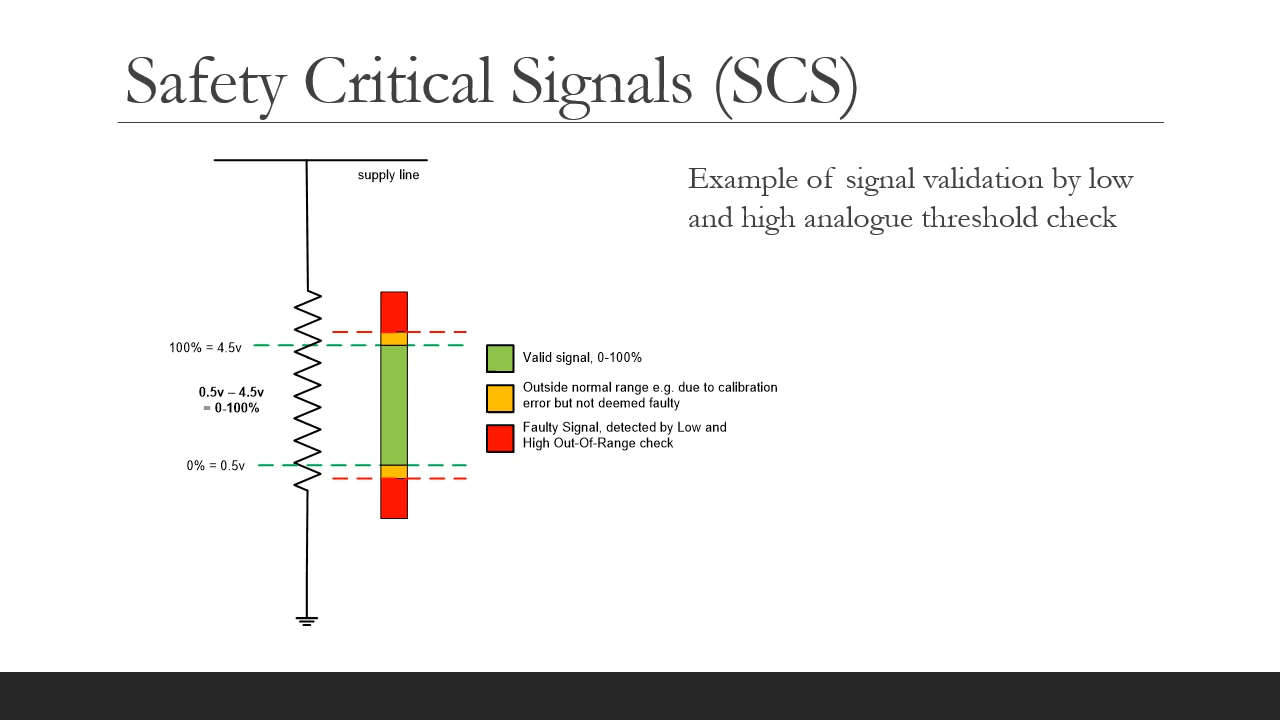 Safety Critical Signals (SCS)
supply line
Example of signal validation by low
and high analogue threshold check
100% = 4.5v
0.5v – 4.5v
= 0-100%
0% = 0.5v
Valid signal, 0-100%
Outside normal range e.g. due to calibration
error but not deemed faulty
Faulty Signal, detected by Low and
High Out-Of-Range check